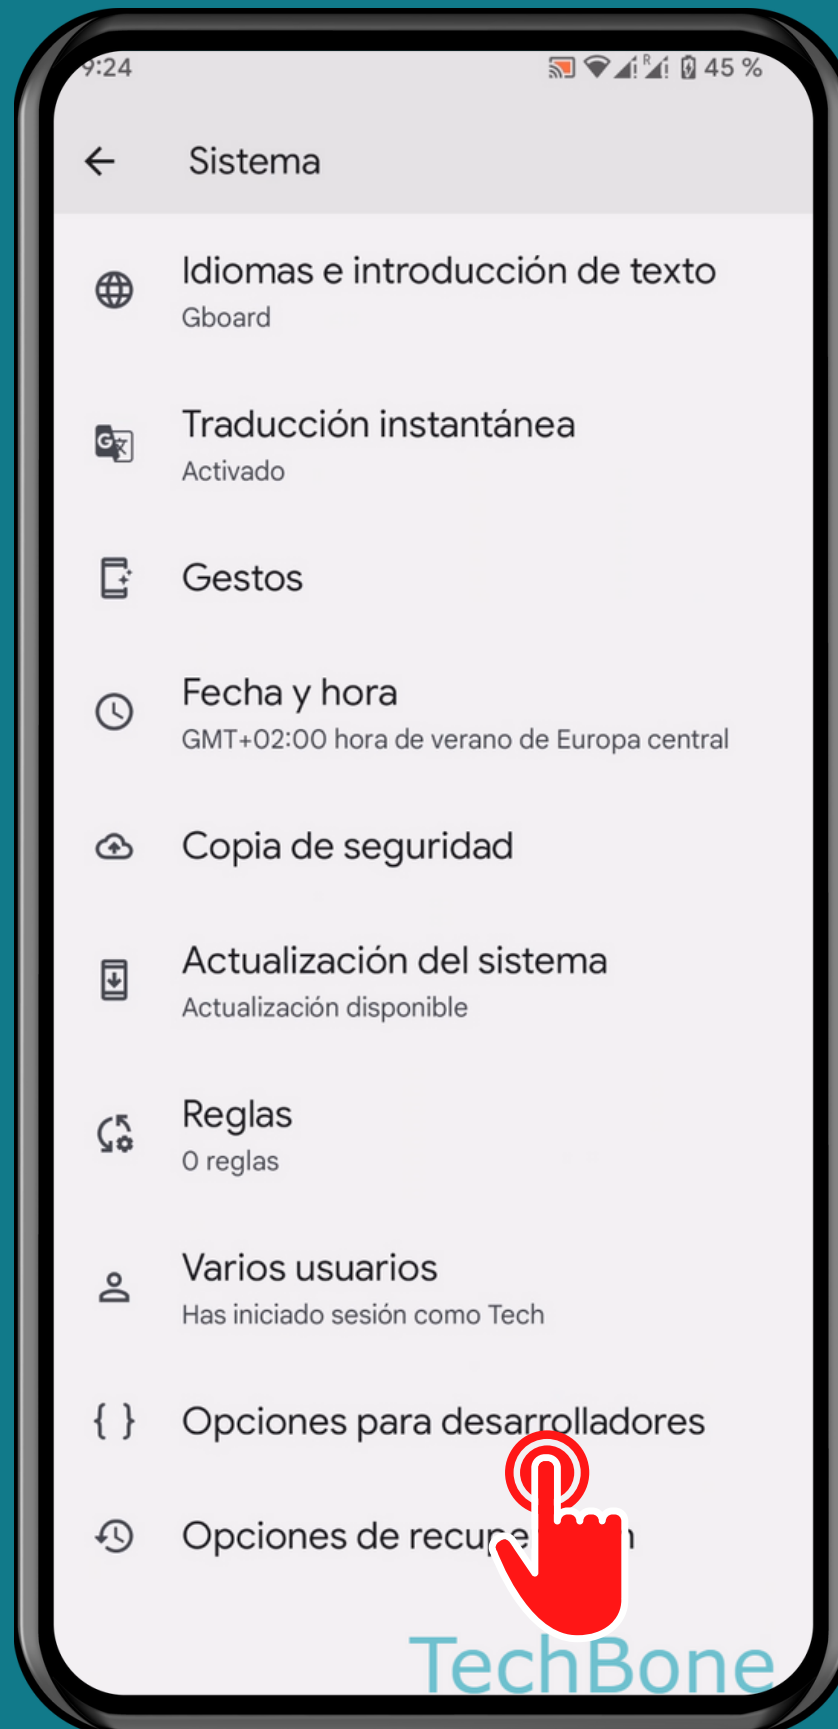 9:24 R 45 %
Sistema
Idiomas e introducción de texto
Gboard
Traducción instantánea
Activado
Gestos
Fecha y hora
GMT+02:00 hora de verano de Europa central
Copia de seguridad
Actualización del sistema
Actualización disponible
Reglas
0 reglas
Varios usuarios
Has iniciado sesión como Tech
{ } Opciones para desarrolladores
Opciones de
TechBone